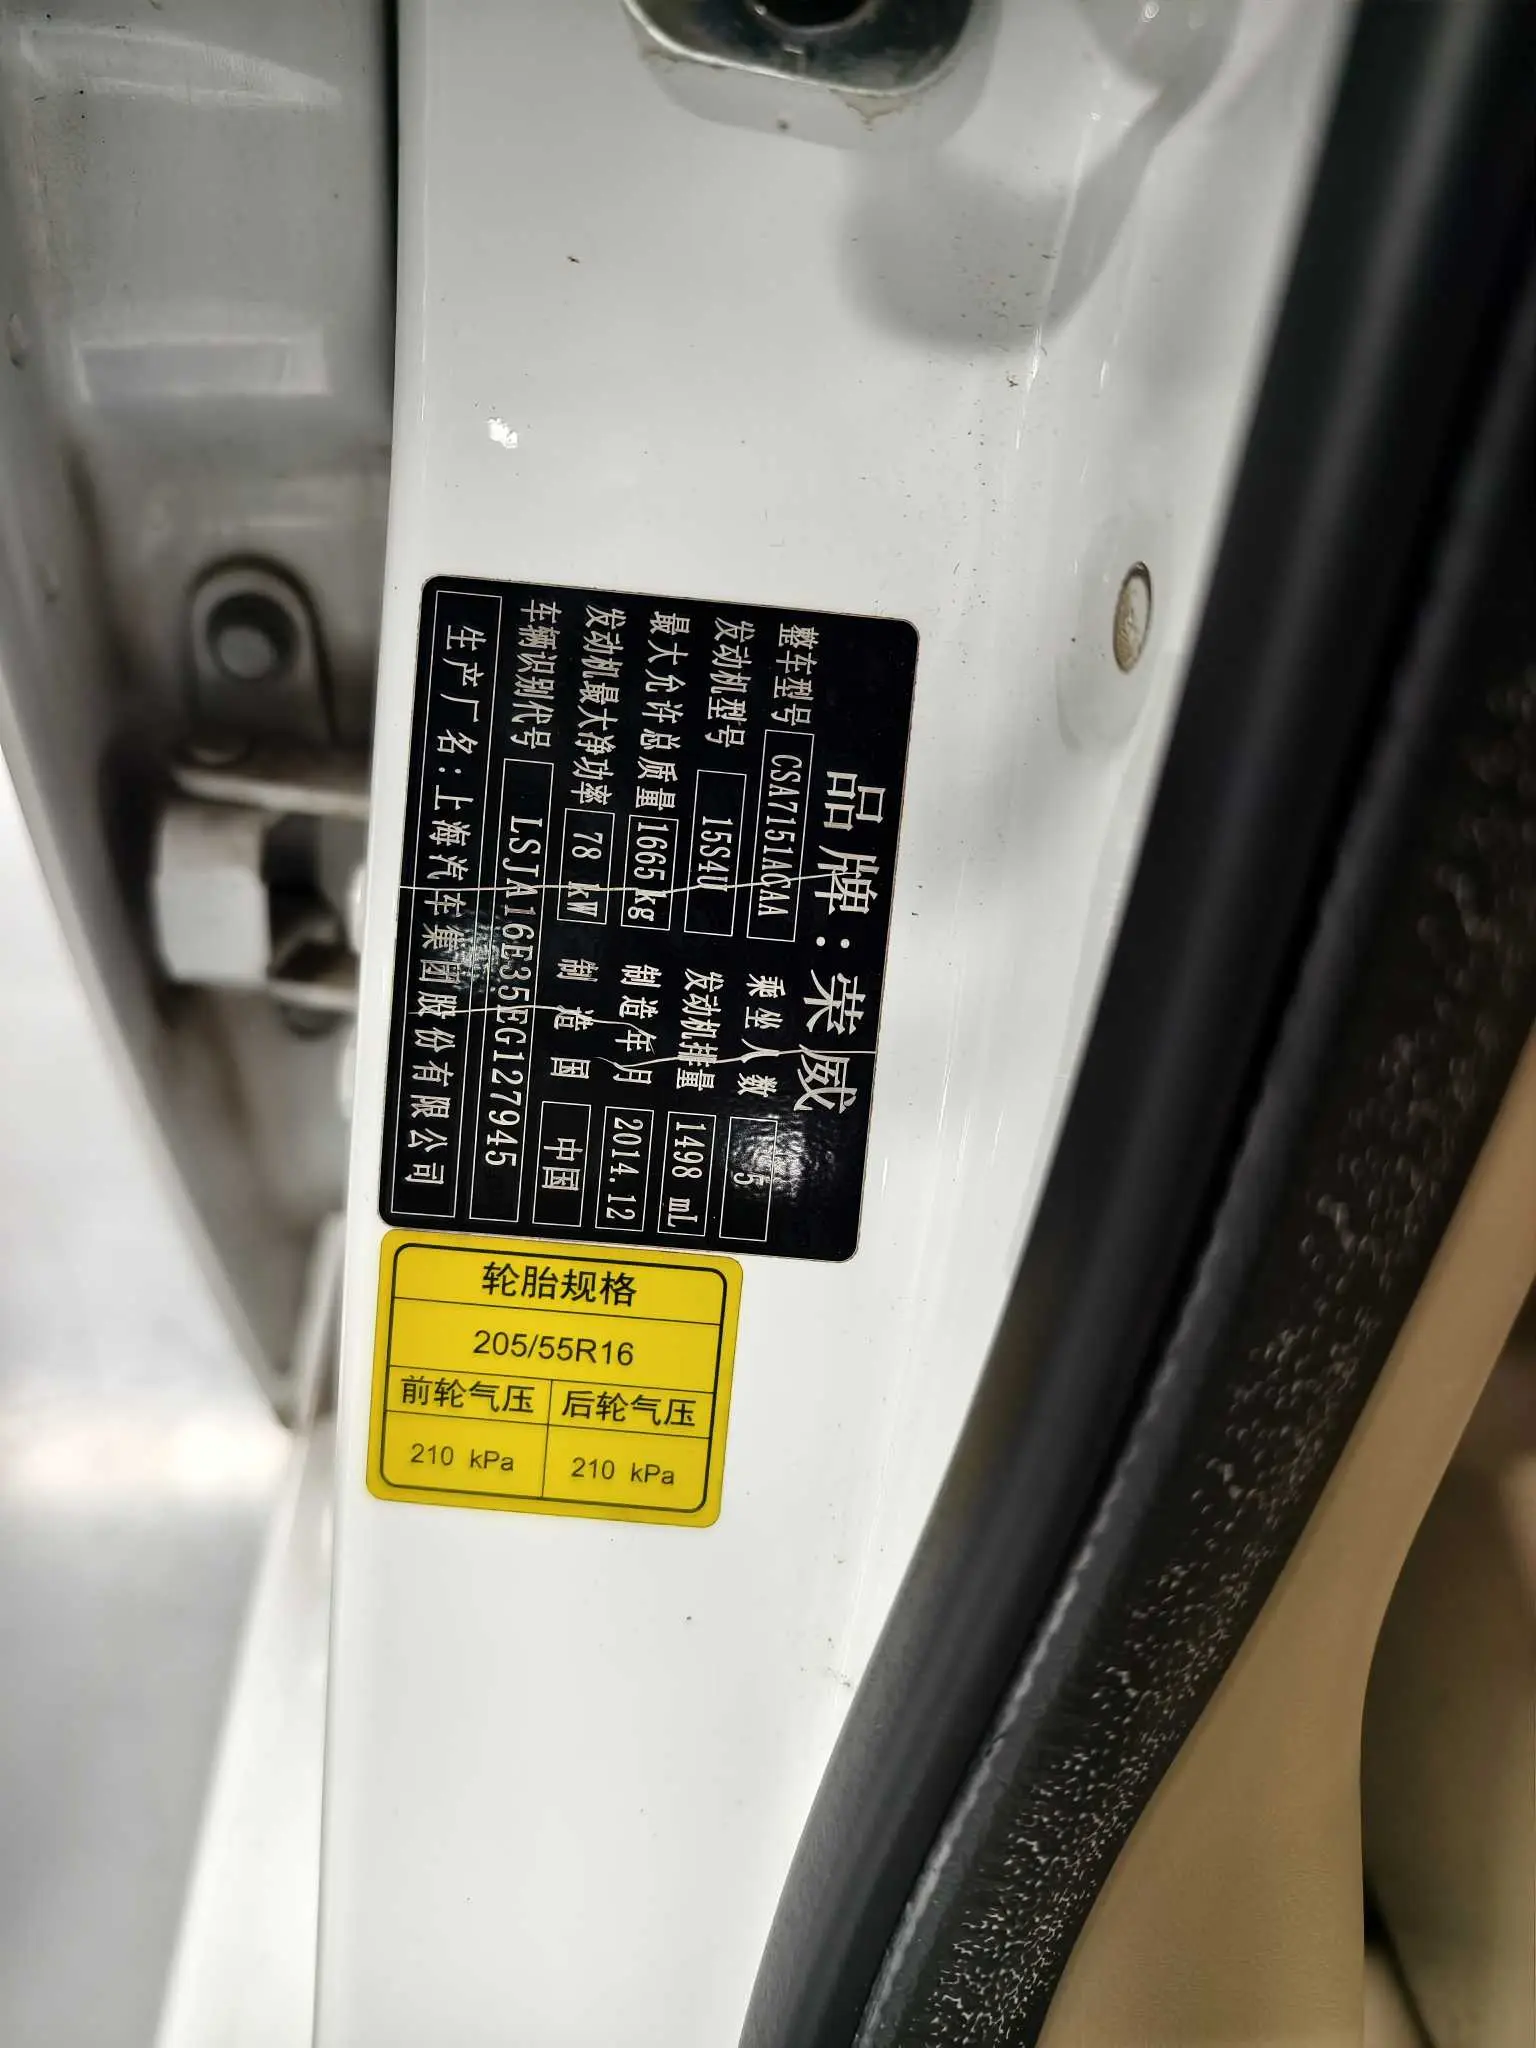 品牌：荣威
整车型号 CSA7151ACAA 乘坐人数 5
发动机型号 15S4U 发动机排量 1498 mL
最大允许总质量 1665kg 制造年月 2014.12
发动机最大净功率 78 kW 制造国 中国
车辆识别代号 LSJA16E35EG127945
生产厂名：上海汽车集团股份有限公司
轮胎规格
205/55R16
前轮气压 后轮气压
210 kPa 210 kPa